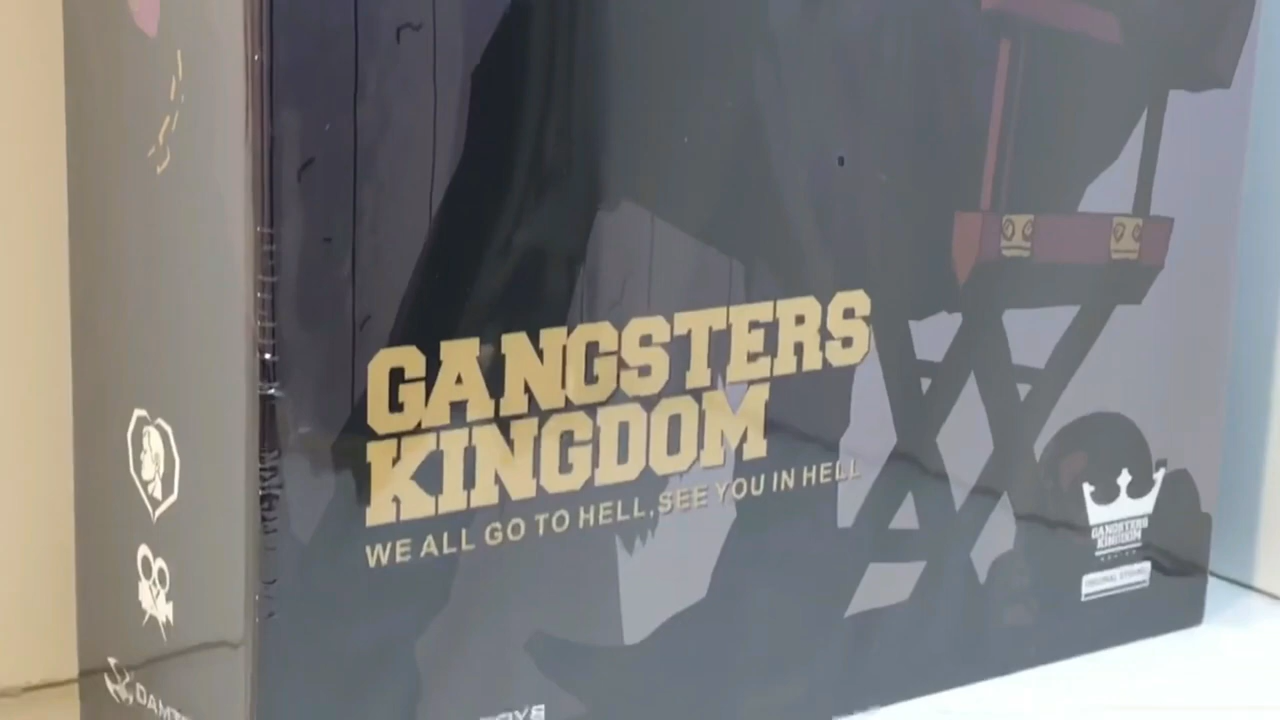 GANGSTERS
KINGDOM
WE ALL GO TO HELL,SEE YOU IN HELL
GANGSTERS
KINGDOM